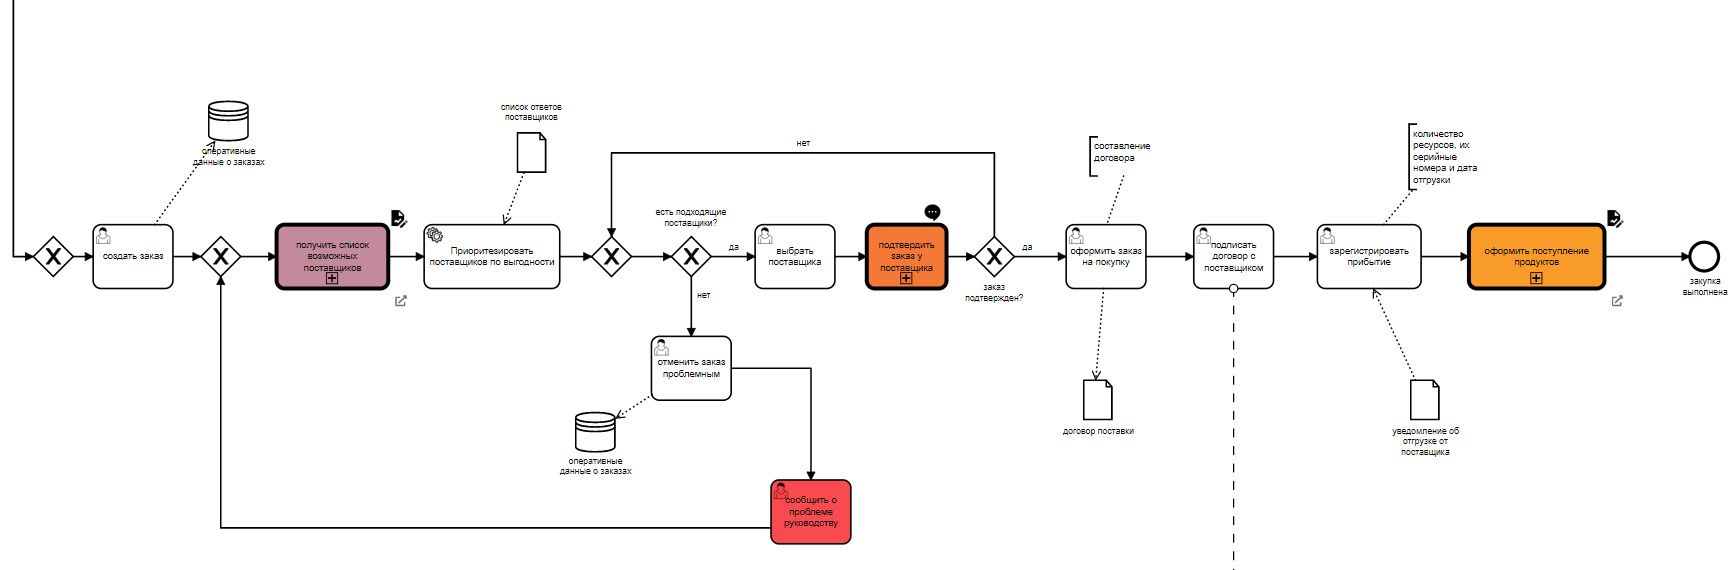 оперативные
данные о заказах
создать заказ
получить список
возможных
поставщиков
список ответов
поставщиков
Приоритезировать
поставщиков по выгодности
есть подходящие
поставщики?
да
нет
нет
выбрать
поставщика
подтвердить
заказ у
поставщика
да
заказ
подтвержден?
отменить заказ
проблемным
оперативные
данные о заказах
сообщить о
проблеме
руководству
составление
договора
оформить заказ
на покупку
договор поставки
подписать
договор с
поставщиком
количество
ресурсов, их
серийные
номера и дата
отгрузки
зарегистрировать
прибытие
уведомление об
отгрузке от
поставщика
оформить поступление
продуктов
закупка
выполнена